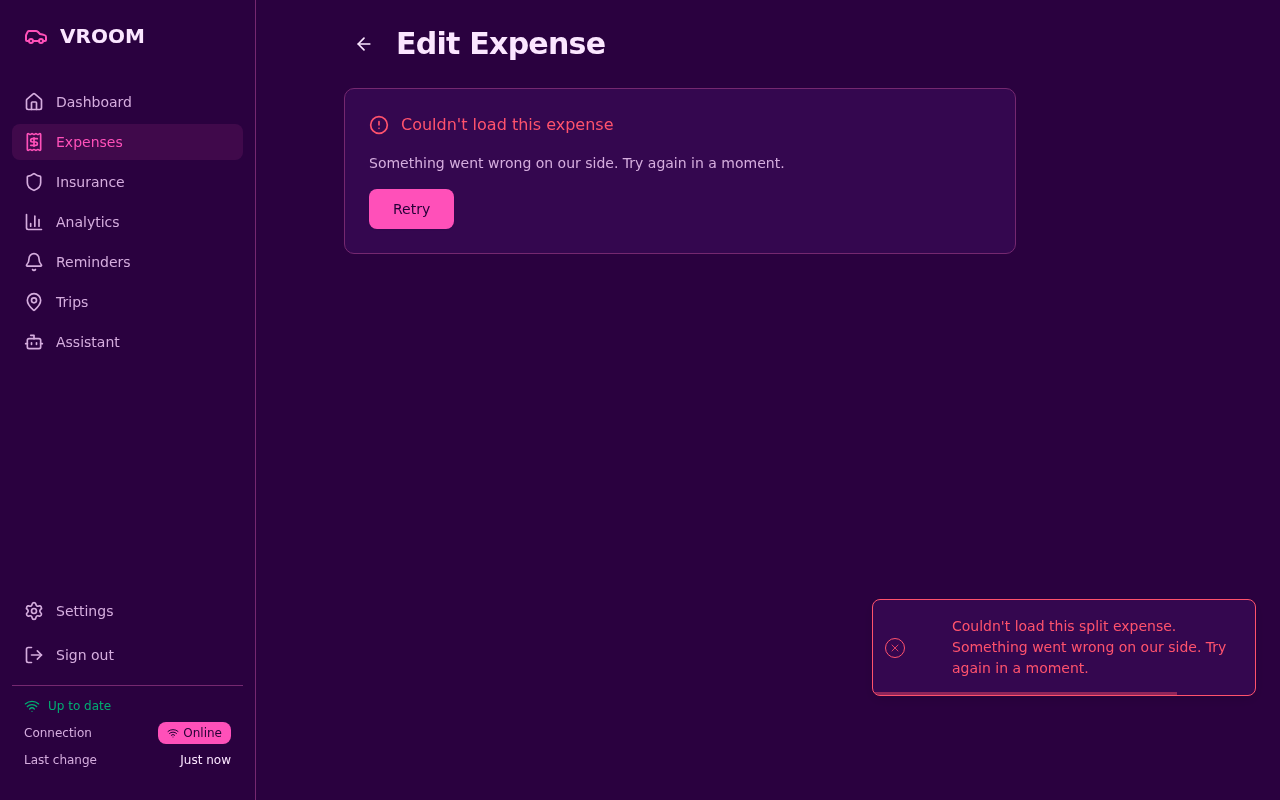 VROOM
Dashboard
Expenses
Insurance
Analytics
Reminders
Trips
Assistant
Settings
Sign out
Up to date
Connection
Online
Last change
Just now
Edit Expense
Couldn't load this expense
Something went wrong on our side. Try again in a moment.
Retry
Couldn't load this split expense.
Something went wrong on our side. Try
again in a moment.